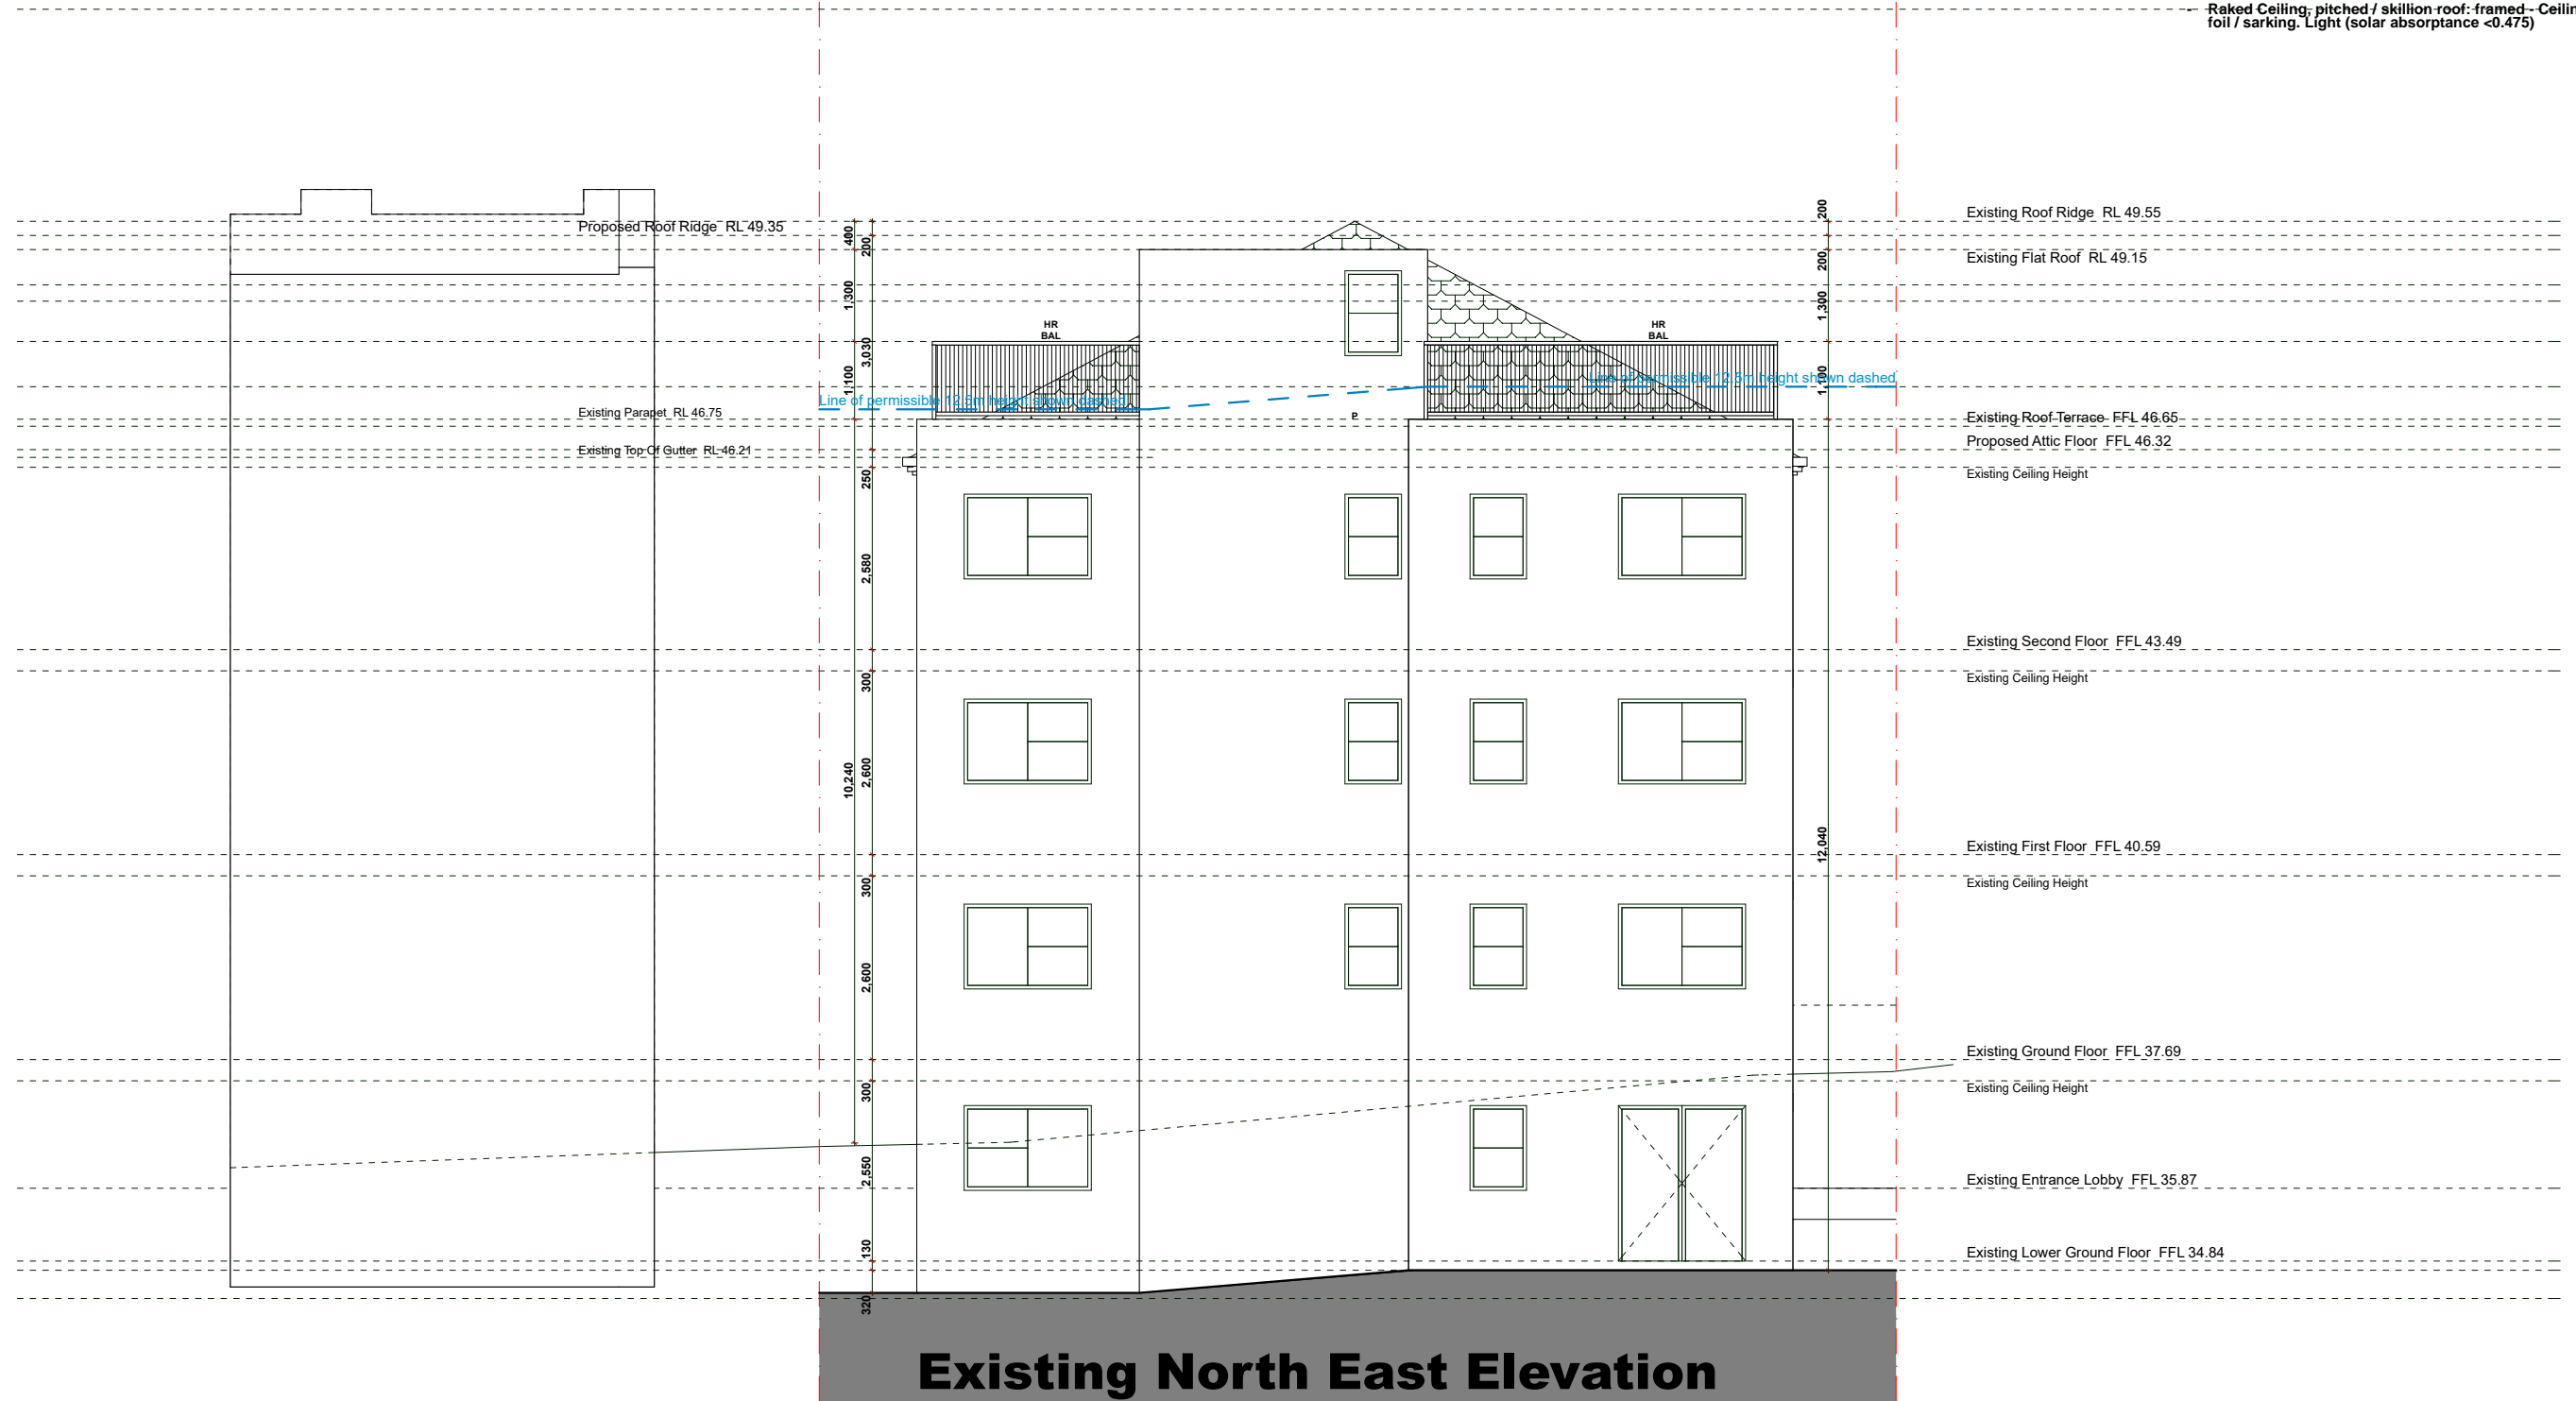 - Raked Ceiling, pitched / skillion roof: framed - Ceilin
foil / sarking. Light (solar absorptance <0.475)
Proposed Roof Ridge RL 49.35
Existing Parapet RL 46.75
Existing Top Of Gutter RL 46.21
400
200
1,300
3,030
1,100
250
2,580
300
10,240
2,600
300
2,600
300
2,550
130
320
HR
BAL
HR
BAL
Line of permissible 12.5m height shown dashed
Line of permissible 12.5m height shown dashed
P
200
200
1,300
1,100
12,040
Existing Roof Ridge RL 49.55
Existing Flat Roof RL 49.15
Existing Roof Terrace FFL 46.65
Proposed Attic Floor FFL 46.32
Existing Ceiling Height
Existing Second Floor FFL 43.49
Existing Ceiling Height
Existing First Floor FFL 40.59
Existing Ceiling Height
Existing Ground Floor FFL 37.69
Existing Ceiling Height
Existing Entrance Lobby FFL 35.87
Existing Lower Ground Floor FFL 34.84
Existing North East Elevation